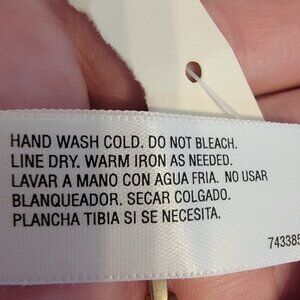 HAND WASH COLD. DO NOT BLEACH.
LINE DRY. WARM IRON AS NEEDED.
LAVAR A MANO CON AGUA FRIA. NO USAR
BLANQUEADOR. SECAR COLGADO.
PLANCHA TIBIA SI SE NECESITA.
743385